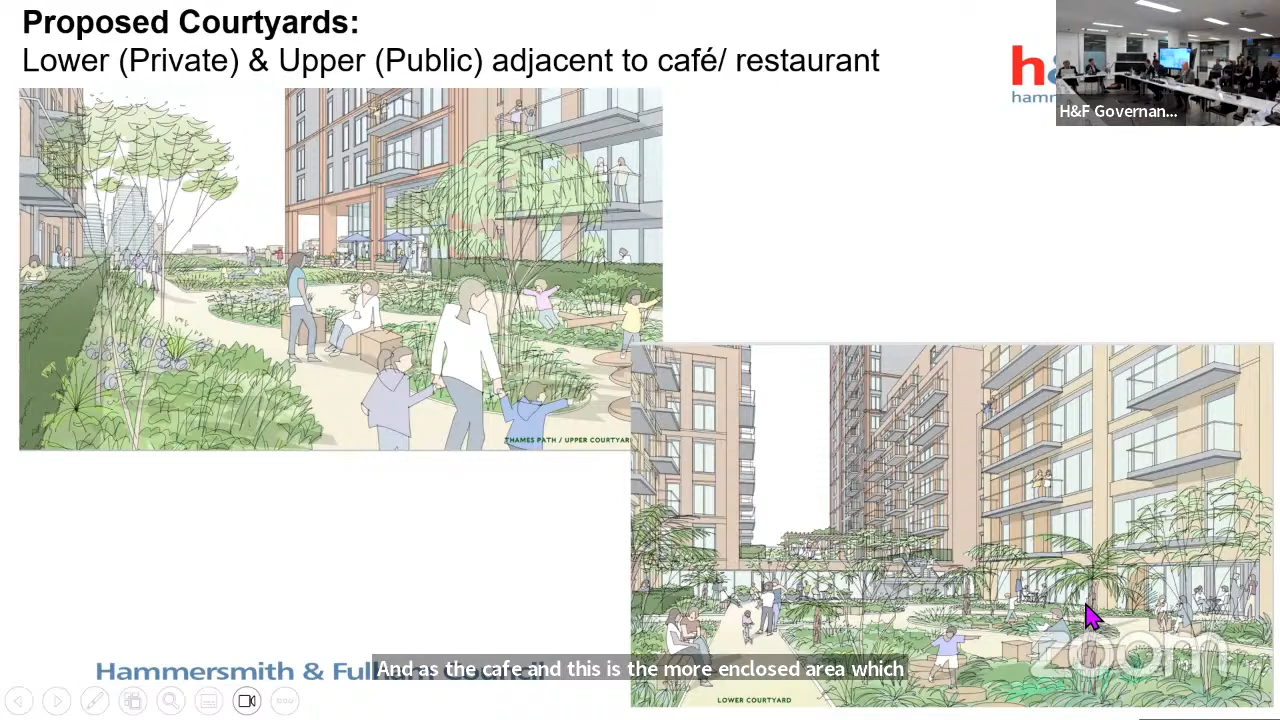 Proposed Courtyards:
Lower (Private) & Upper (Public) adjacent to café/ restaurant
h
hamm
H&F Governan...
THAMES PATH / UPPER COURTYAR
Hammersmith & Ful
And as the cafe and this is the more enclosed area which
zoom
LOWER COURTYARD